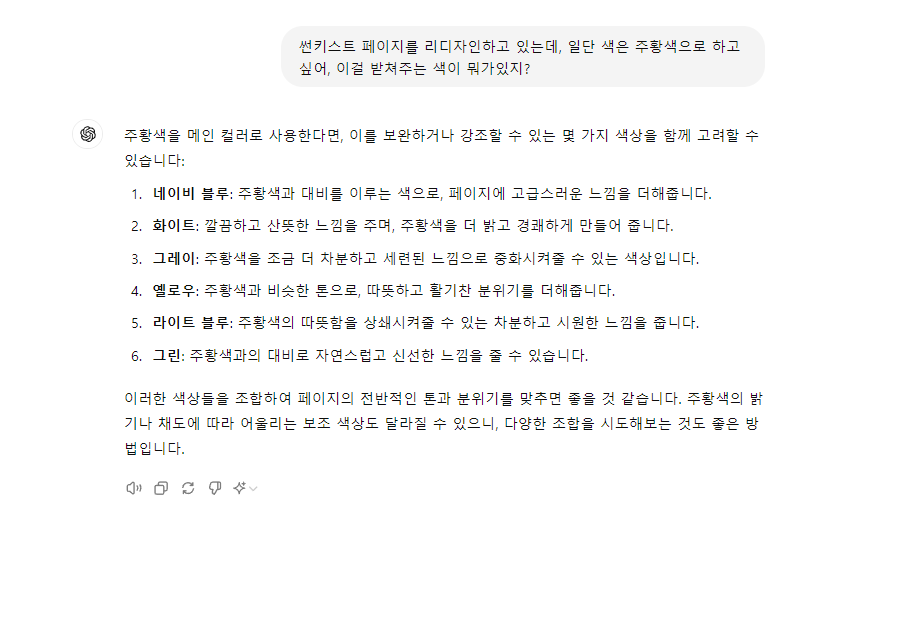 썬키스트 페이지를 리디자인하고 있는데, 일단 색은 주황색으로 하고
싶어, 이걸 받쳐주는 색이 뭐가있지?
주황색을 메인 컬러로 사용한다면, 이를 보완하거나 강조할 수 있는 몇 가지 색상을 함께 고려할 수
있습니다:
1. 네이비 블루: 주황색과 대비를 이루는 색으로, 페이지에 고급스러운 느낌을 더해줍니다.
2. 화이트: 깔끔하고 산뜻한 느낌을 주며, 주황색을 더 밝고 경쾌하게 만들어 줍니다.
3. 그레이: 주황색을 조금 더 차분하고 세련된 느낌으로 중화시켜줄 수 있는 색상입니다.
4. 옐로우: 주황색과 비슷한 톤으로, 따뜻하고 활기찬 분위기를 더해줍니다.
5. 라이트 블루: 주황색의 따뜻함을 상쇄시켜줄 수 있는 차분하고 시원한 느낌을 줍니다.
6. 그린: 주황색과의 대비로 자연스럽고 신선한 느낌을 줄 수 있습니다.
이러한 색상들을 조합하여 페이지의 전반적인 톤과 분위기를 맞추면 좋을 것 같습니다. 주황색의 밝
기나 채도에 따라 어울리는 보조 색상도 달라질 수 있으니, 다양한 조합을 시도해보는 것도 좋은 방
법입니다.